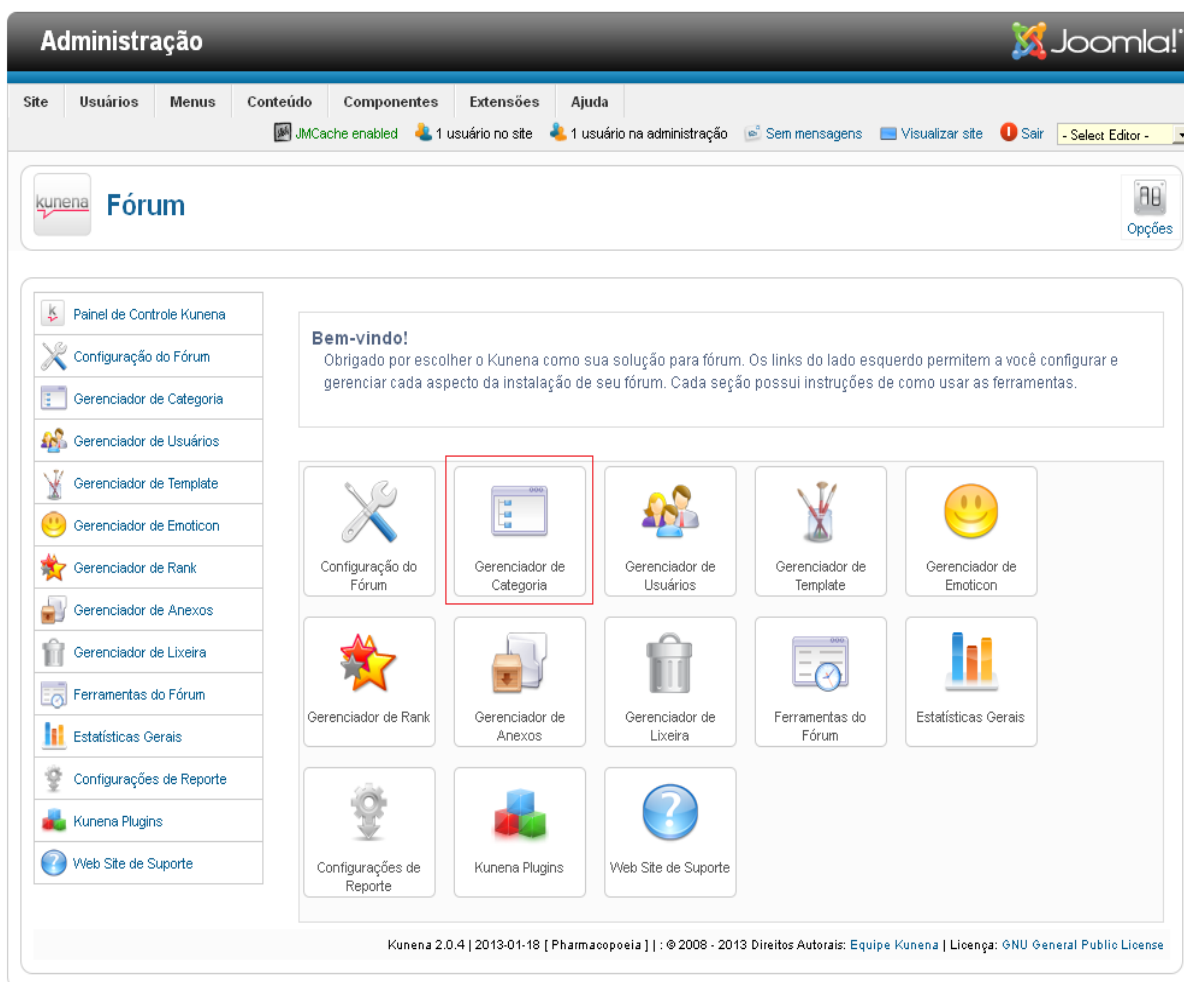 Administração
Joomla!
Site Usuários Menus Conteúdo Componentes Extensões Ajuda
JMCache enabled 1 usuário no site 1 usuário na administração Sem mensagens Visualizar site Sair - Select Editor -
kunena Fórum
Opções
Painel de Controle Kunena
Configuração do Fórum
Gerenciador de Categoria
Gerenciador de Usuários
Gerenciador de Template
Gerenciador de Emoticon
Gerenciador de Rank
Gerenciador de Anexos
Gerenciador de Lixeira
Ferramentas do Fórum
Estatísticas Gerais
Configurações de Reporte
Kunena Plugins
Web Site de Suporte
Bem-vindo!
Obrigado por escolher o Kunena como sua solução para fórum. Os links do lado esquerdo permitem a você configurar e
gerenciar cada aspecto da instalação de seu fórum. Cada seção possui instruções de como usar as ferramentas.
Configuração do
Fórum
Gerenciador de
Categoria
Gerenciador de
Usuários
Gerenciador de
Template
Gerenciador de
Emoticon
Gerenciador de Rank
Gerenciador de
Anexos
Gerenciador de
Lixeira
Ferramentas do
Fórum
Estatísticas Gerais
Configurações de
Reporte
Kunena Plugins
Web Site de Suporte
Kunena 2.0.4 | 2013-01-18 [ Pharmacopoeia ] | : © 2008 - 2013 Direitos Autorais: Equipe Kunena | Licença: GNU General Public License